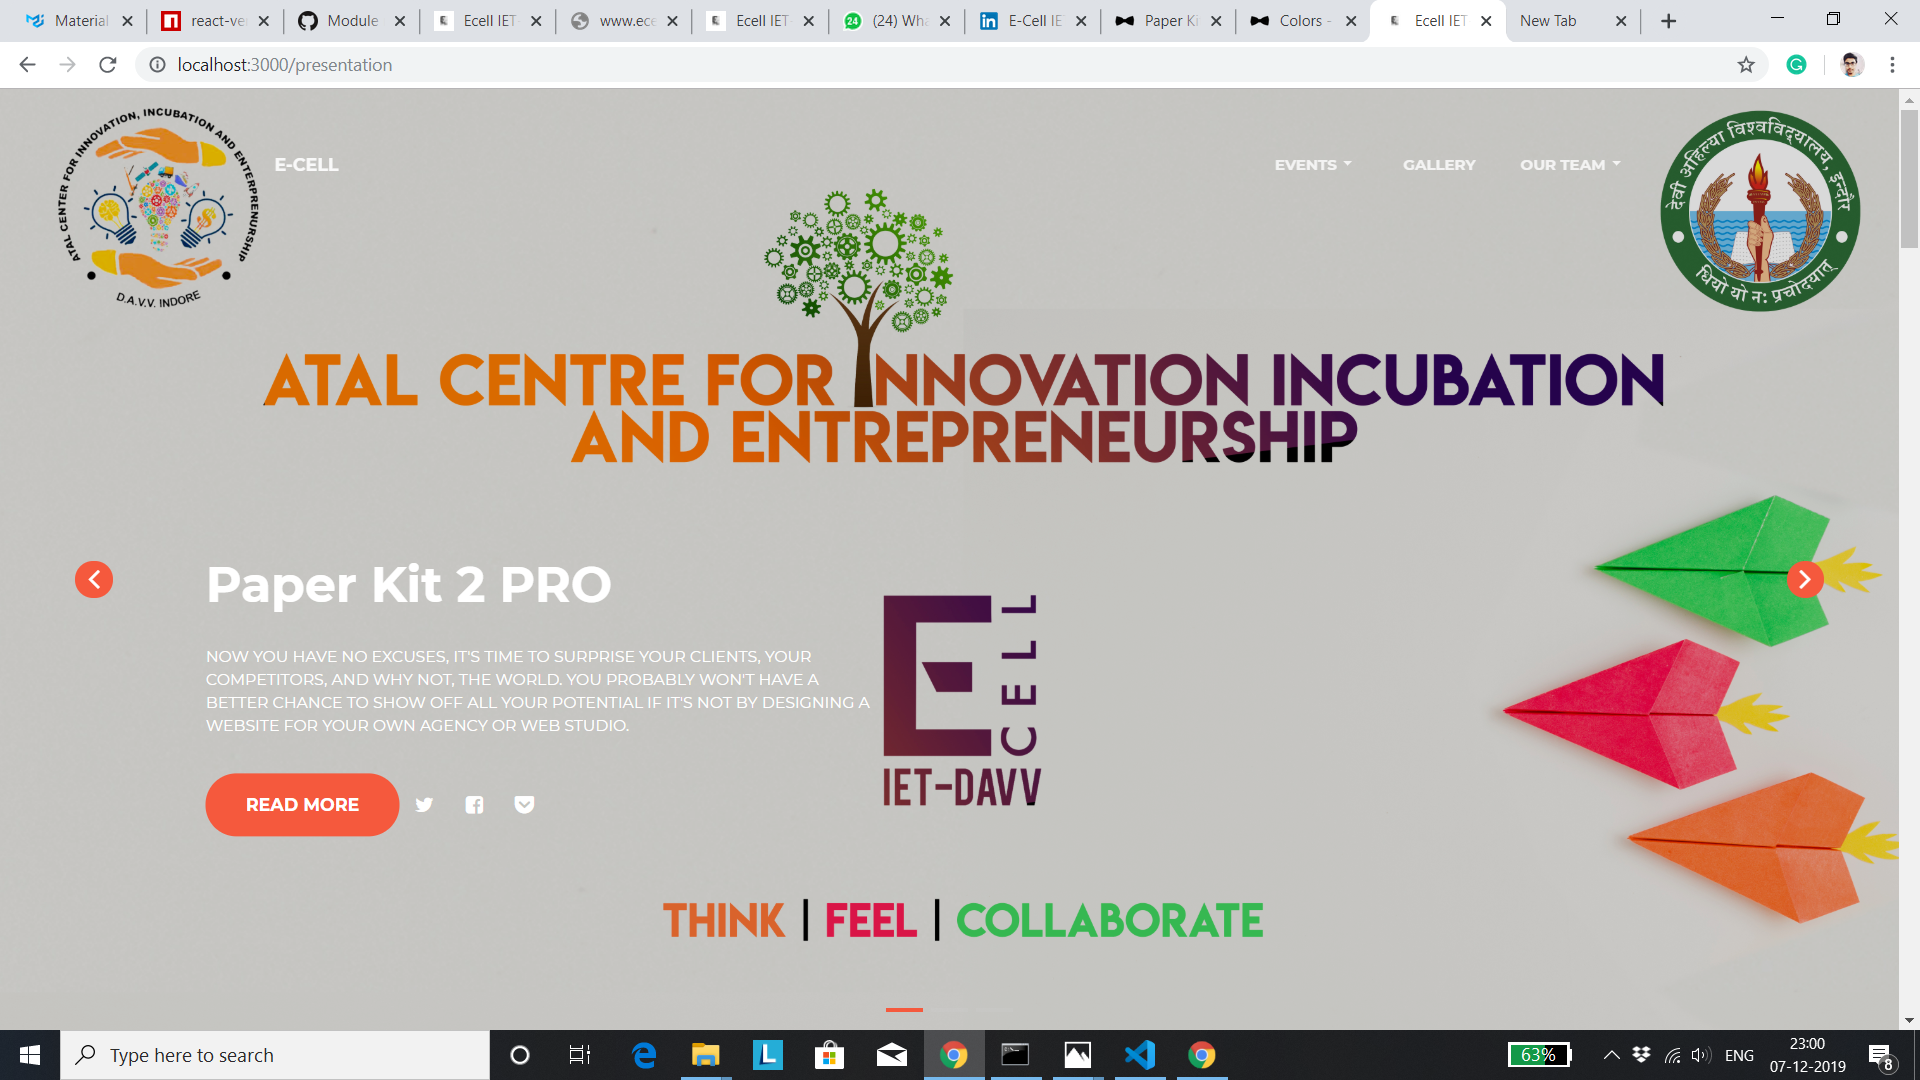 Material
react-ve
Module
Ecell IET-
www.ece
Ecell IET
(24) Wha
E-Cell IE
Paper Ki
Colors -
Ecell IET
New Tab
localhost:3000/presentation
ATAL CENTER FOR INNOVATION, INCUBATION AND ENTERPRENURSHIP
D.A.V.V. INDORE
E-CELL
EVENTS
GALLERY
OUR TEAM
देवी अहिल्या विश्वविद्यालय, इन्दौर
धियो यो नः प्रचोदयात्
ATAL CENTRE FOR INNOVATION INCUBATION
AND ENTREPRENEURSHIP
Paper Kit 2 PRO
NOW YOU HAVE NO EXCUSES, IT'S TIME TO SURPRISE YOUR CLIENTS, YOUR
COMPETITORS, AND WHY NOT, THE WORLD. YOU PROBABLY WON'T HAVE A
BETTER CHANCE TO SHOW OFF ALL YOUR POTENTIAL IF IT'S NOT BY DESIGNING A
WEBSITE FOR YOUR OWN AGENCY OR WEB STUDIO.
READ MORE
E CELL
IET-DAVV
THINK | FEEL | COLLABORATE
Type here to search
63%
ENG
23:00
07-12-2019
8